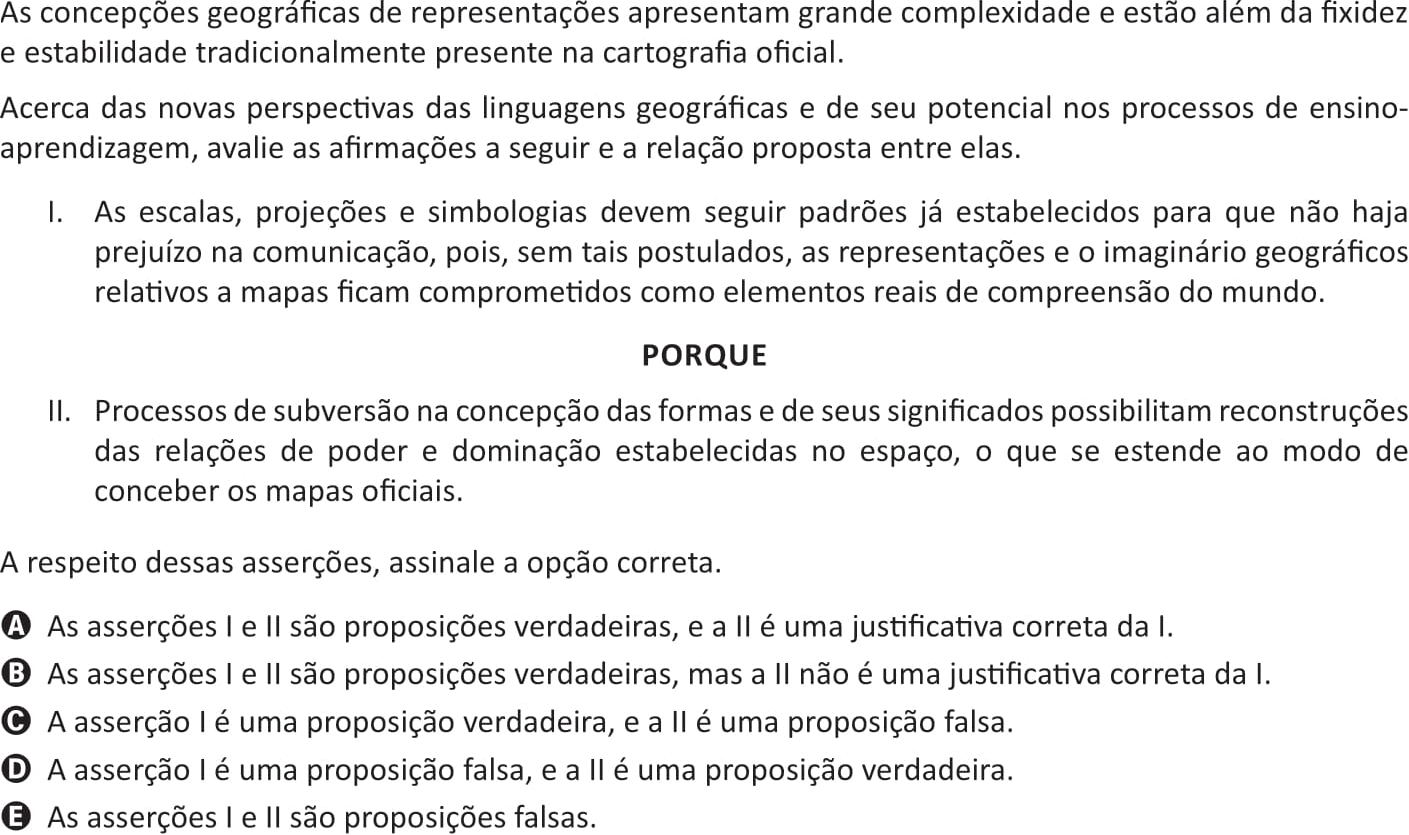 As concepções geográficas de representações apresentam grande complexidade e estão além da fixidez
e estabilidade tradicionalmente presente na cartografia oficial.
Acerca das novas perspectivas das linguagens geográficas e de seu potencial nos processos de ensino-
aprendizagem, avalie as afirmações a seguir e a relação proposta entre elas.
I. As escalas, projeções e simbologias devem seguir padrões já estabelecidos para que não haja
prejuízo na comunicação, pois, sem tais postulados, as representações e o imaginário geográficos
relativos a mapas ficam comprometidos como elementos reais de compreensão do mundo.
PORQUE
II. Processos de subversão na concepção das formas e de seus significados possibilitam reconstruções
das relações de poder e dominação estabelecidas no espaço, o que se estende ao modo de
conceber os mapas oficiais.
A respeito dessas asserções, assinale a opção correta.
A As asserções I e II são proposições verdadeiras, e a II é uma justificativa correta da I.
B As asserções I e II são proposições verdadeiras, mas a II não é uma justificativa correta da I.
C A asserção I é uma proposição verdadeira, e a II é uma proposição falsa.
D A asserção I é uma proposição falsa, e a II é uma proposição verdadeira.
E As asserções I e II são proposições falsas.